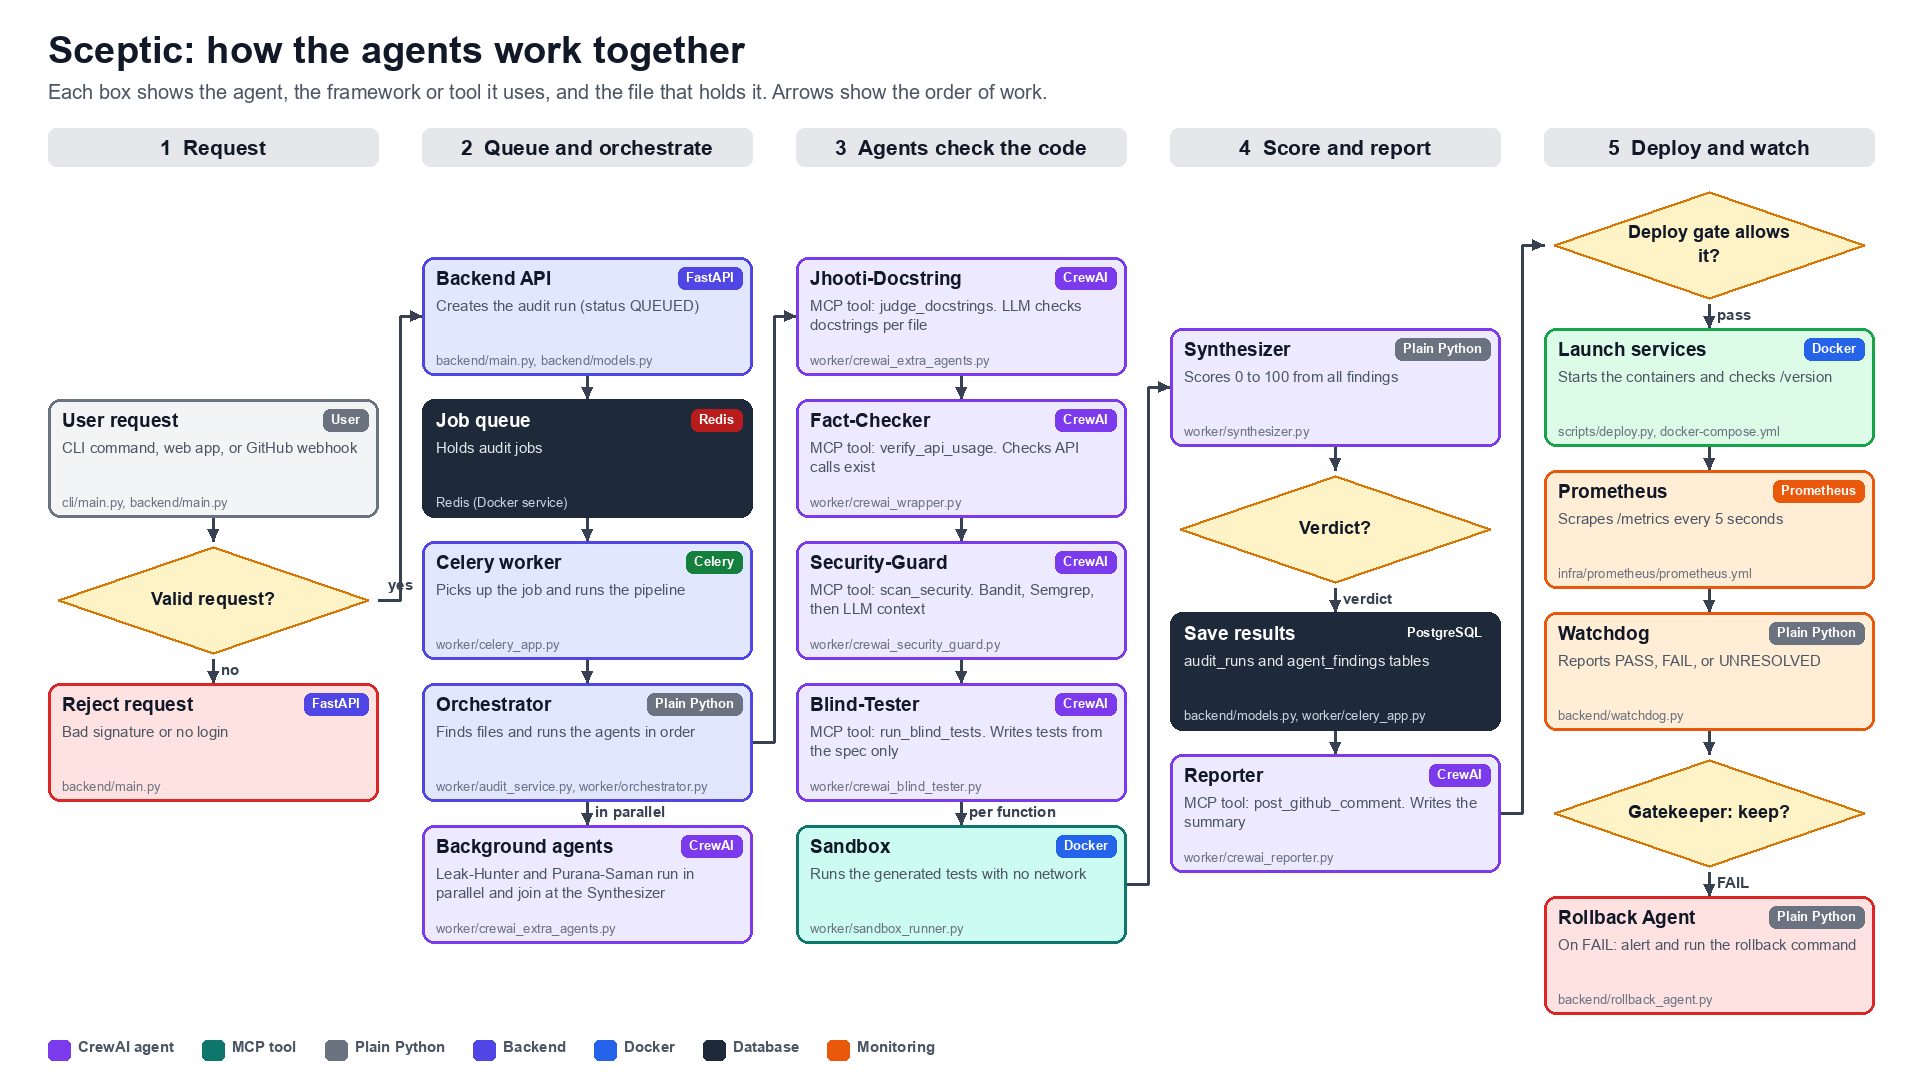 Sceptic: how the agents work together
Each box shows the agent, the framework or tool it uses, and the file that holds it. Arrows show the order of work.
1 Request
2 Queue and orchestrate
3 Agents check the code
4 Score and report
5 Deploy and watch
User request
User
CLI command, web app, or GitHub webhook
cli/main.py, backend/main.py
Valid request?
yes
no
Reject request
FastAPI
Bad signature or no login
backend/main.py
Backend API
FastAPI
Creates the audit run (status QUEUED)
backend/main.py, backend/models.py
Job queue
Redis
Holds audit jobs
Redis (Docker service)
Celery worker
Celery
Picks up the job and runs the pipeline
worker/celery_app.py
Orchestrator
Plain Python
Finds files and runs the agents in order
worker/audit_service.py, worker/orchestrator.py
in parallel
Background agents
CrewAI
Leak-Hunter and Purana-Saman run in
parallel and join at the Synthesizer
worker/crewai_extra_agents.py
Jhooti-Docstring
CrewAI
MCP tool: judge_docstrings. LLM checks
docstrings per file
worker/crewai_extra_agents.py
Fact-Checker
CrewAI
MCP tool: verify_api_usage. Checks API
calls exist
worker/crewai_wrapper.py
Security-Guard
CrewAI
MCP tool: scan_security. Bandit, Semgrep,
then LLM context
worker/crewai_security_guard.py
Blind-Tester
CrewAI
MCP tool: run_blind_tests. Writes tests from
the spec only
worker/crewai_blind_tester.py
per function
Sandbox
Docker
Runs the generated tests with no network
worker/sandbox_runner.py
Synthesizer
Plain Python
Scores 0 to 100 from all findings
worker/synthesizer.py
Verdict?
verdict
Save results
PostgreSQL
audit_runs and agent_findings tables
backend/models.py, worker/celery_app.py
Reporter
CrewAI
MCP tool: post_github_comment. Writes the
summary
worker/crewai_reporter.py
Deploy gate allows
it?
pass
Launch services
Docker
Starts the containers and checks /version
scripts/deploy.py, docker-compose.yml
Prometheus
Prometheus
Scrapes /metrics every 5 seconds
infra/prometheus/prometheus.yml
Watchdog
Plain Python
Reports PASS, FAIL, or UNRESOLVED
backend/watchdog.py
Gatekeeper: keep?
FAIL
Rollback Agent
Plain Python
On FAIL: alert and run the rollback command
backend/rollback_agent.py
CrewAI agent
MCP tool
Plain Python
Backend
Docker
Database
Monitoring